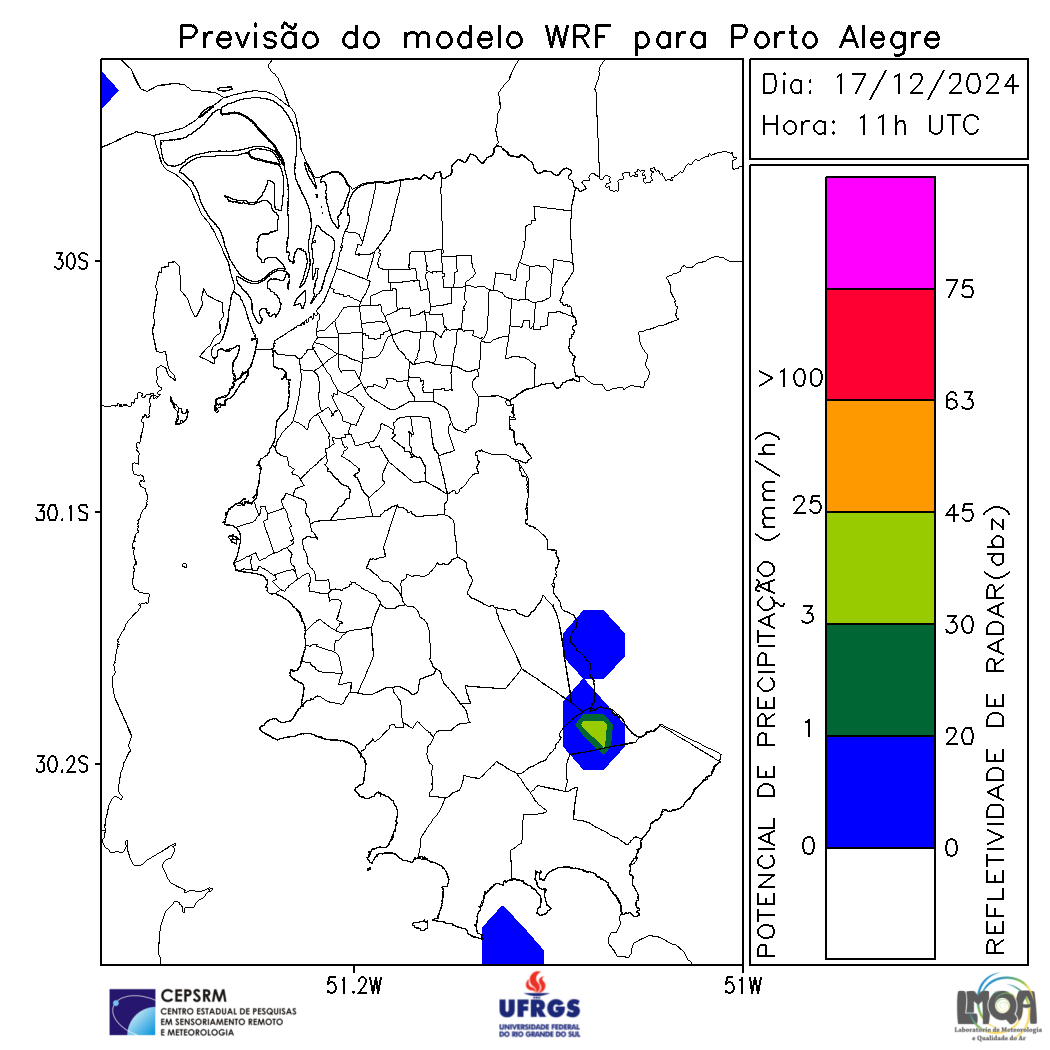 Previsão do modelo WRF para Porto Alegre
Dia: 17/12/2024
Hora: 11h UTC
30S
30.1S
30.2S
51.2W
51W
POTENCIAL DE PRECIPITAÇÃO (mm/h)
>100
25
3
1
0
75
63
45
30
20
0
REFLETIVIDADE DE RADAR(dbz)
CEPSRM
CENTRO ESTADUAL DE PESQUISAS
EM SENSORIAMENTO REMOTO
E METEOROLOGIA
UFRGS
UNIVERSIDADE FEDERAL
DO RIO GRANDE DO SUL
LMQA
Laboratório de Meteorologia
e Qualidade do Ar